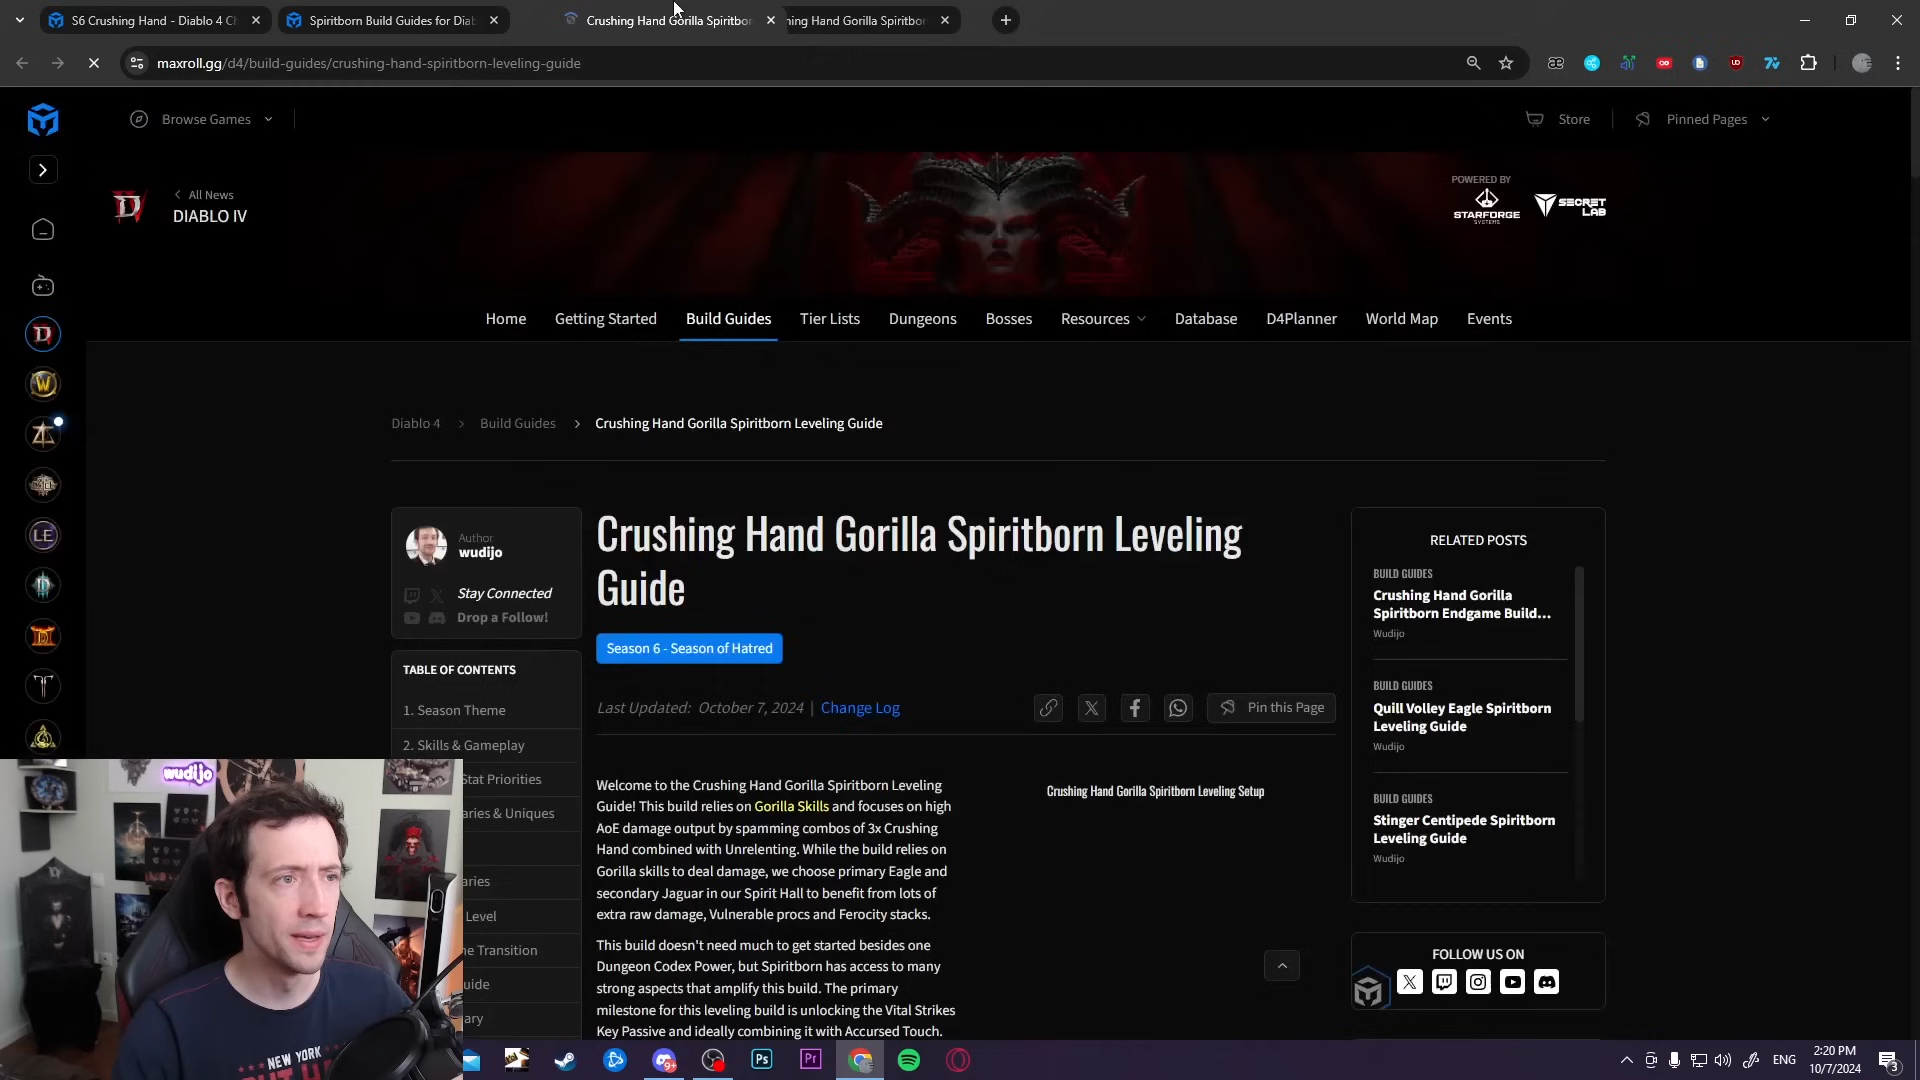 S6 Crushing Hand - Diablo 4 C
Spiritborn Build Guides for Diab
Crushing Hand Gorilla Spiritbor
hing Hand Gorilla Spiritbor
maxroll.gg/d4/build-guides/crushing-hand-spiritborn-leveling-guide
Browse Games
Store
Pinned Pages
All News
DIABLO IV
POWERED BY
STARFORGE
SYSTEMS
SECRET
LAB
Home
Getting Started
Build Guides
Tier Lists
Dungeons
Bosses
Resources
Database
D4Planner
World Map
Events
Diablo 4 > Build Guides > Crushing Hand Gorilla Spiritborn Leveling Guide
Author
wudijo
Stay Connected
Drop a Follow!
TABLE OF CONTENTS
1. Season Theme
2. Skills & Gameplay
Stat Priorities
aries & Uniques
aries
Level
e Transition
uide
ary
Crushing Hand Gorilla Spiritborn Leveling
Guide
Season 6 - Season of Hatred
Last Updated: October 7, 2024 | Change Log
Pin this Page
Welcome to the Crushing Hand Gorilla Spiritborn Leveling
Guide! This build relies on Gorilla Skills and focuses on high
AoE damage output by spamming combos of 3x Crushing
Hand combined with Unrelenting. While the build relies on
Gorilla skills to deal damage, we choose primary Eagle and
secondary Jaguar in our Spirit Hall to benefit from lots of
extra raw damage, Vulnerable procs and Ferocity stacks.
This build doesn't need much to get started besides one
Dungeon Codex Power, but Spiritborn has access to many
strong aspects that amplify this build. The primary
milestone for this leveling build is unlocking the Vital Strikes
Key Passive and ideally combining it with Accursed Touch.
Crushing Hand Gorilla Spiritborn Leveling Setup
RELATED POSTS
BUILD GUIDES
Crushing Hand Gorilla
Spiritborn Endgame Build...
Wudijo
BUILD GUIDES
Quill Volley Eagle Spiritborn
Leveling Guide
Wudijo
BUILD GUIDES
Stinger Centipede Spiritborn
Leveling Guide
Wudijo
FOLLOW US ON
wudijo
NEW YORK
Ps
Pr
9+
ENG
2:20 PM
10/7/2024
3